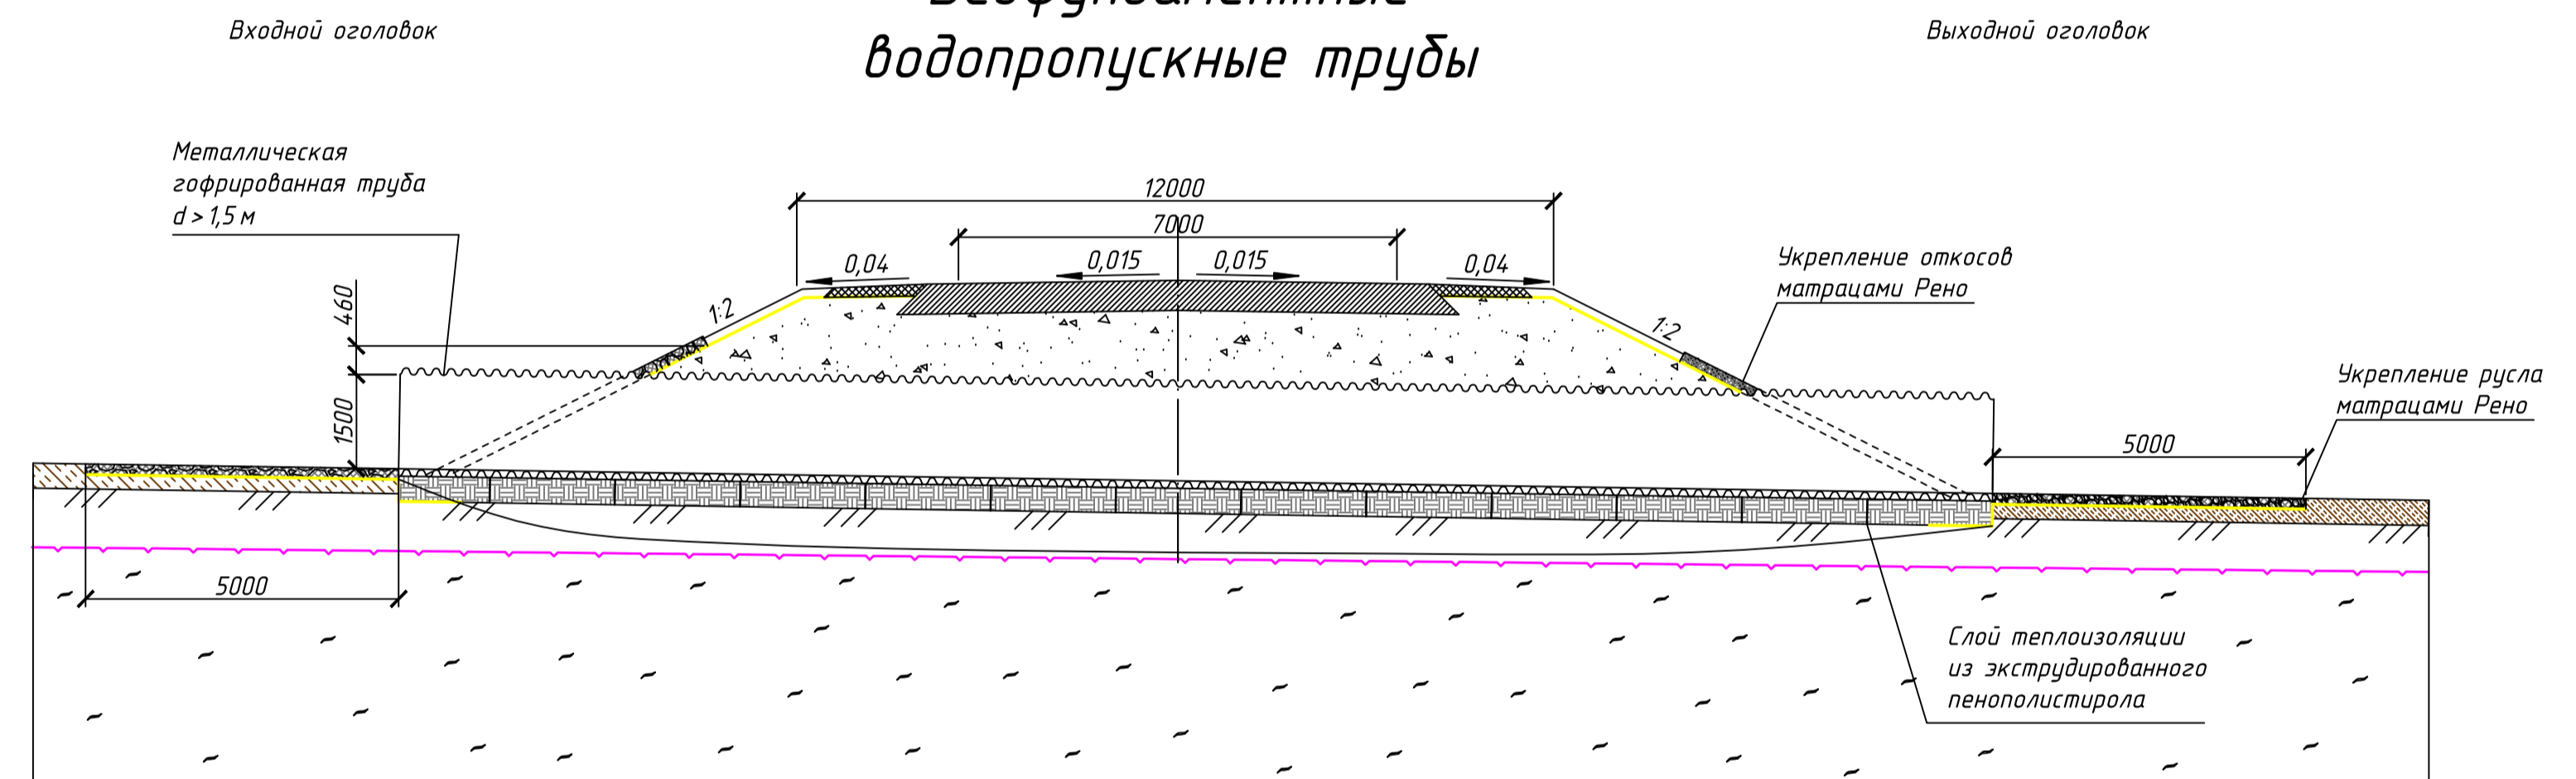 Входной оголовок
водопропускные трубы
Выходной оголовок
Металлическая
гофрированная труба
d > 1,5 м
12000
7000
0,04
0,015
0,015
0,04
Укрепление откосов
матрацами Рено
460
1:2
1:2
Укрепление русла
матрацами Рено
1500
5000
5000
Слой теплоизоляции
из экструдированного
пенополистирола